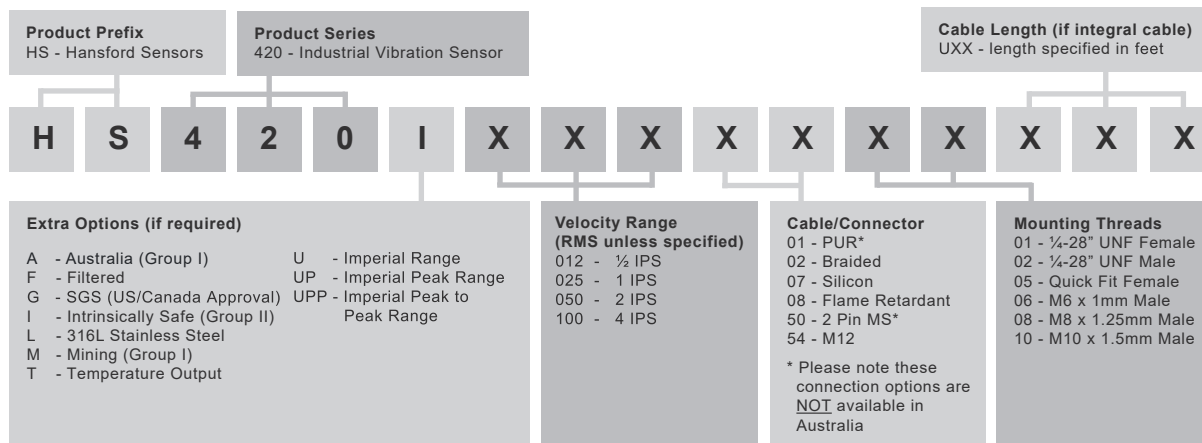 Product Prefix
HS - Hansford Sensors
Product Series
420 - Industrial Vibration Sensor
Cable Length (if integral cable)
UXX - length specified in feet
H S 4 2 0 I X X X X X X X X X X
Extra Options (if required)
A - Australia (Group I)
F - Filtered
G - SGS (US/Canada Approval)
I - Intrinsically Safe (Group II)
L - 316L Stainless Steel
M - Mining (Group I)
T - Temperature Output
U - Imperial Range
UP - Imperial Peak Range
UPP - Imperial Peak to
Peak Range
Velocity Range
(RMS unless specified)
012 - ½ IPS
025 - 1 IPS
050 - 2 IPS
100 - 4 IPS
Cable/Connector
01 - PUR*
02 - Braided
07 - Silicon
08 - Flame Retardant
50 - 2 Pin MS*
54 - M12
* Please note these
connection options are
NOT available in
Australia
Mounting Threads
01 - ¼-28” UNF Female
02 - ¼-28” UNF Male
05 - Quick Fit Female
06 - M6 x 1mm Male
08 - M8 x 1.25mm Male
10 - M10 x 1.5mm Male